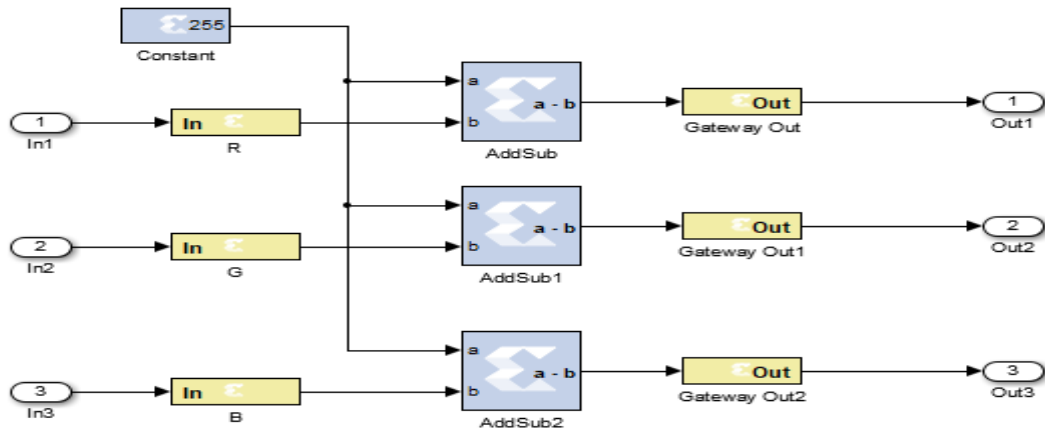 255
Constant
a
b
a - b
AddSub
1
In1
In
R
Out
Gateway Out
1
Out1
a
b
a - b
AddSub1
2
In2
In
G
Out
Gateway Out1
2
Out2
a
b
a - b
AddSub2
3
In3
In
B
Out
Gateway Out2
3
Out3